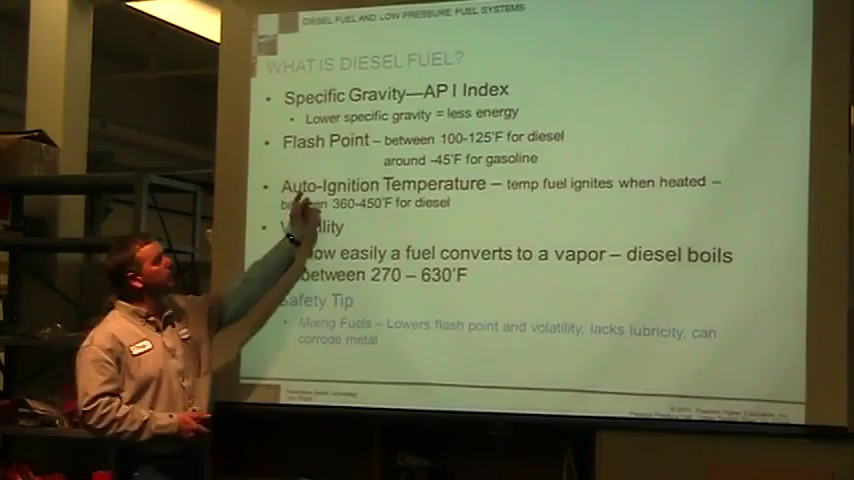 DIESEL FUEL AND LOW PRESSURE FUEL SYSTEMS
WHAT IS DIESEL FUEL?
• Specific Gravity—AP I Index
• Lower specific gravity = less energy
• Flash Point – between 100-125°F for diesel
around -45°F for gasoline
• Auto-Ignition Temperature – temp fuel ignites when heated –
360-450°F for diesel
•
how easily a fuel converts to a vapor – diesel boils
between 270 – 630°F
Safety Tip
• Mixing Fuels – Lowers flash point and volatility, lacks lubricity, can
corrode metal